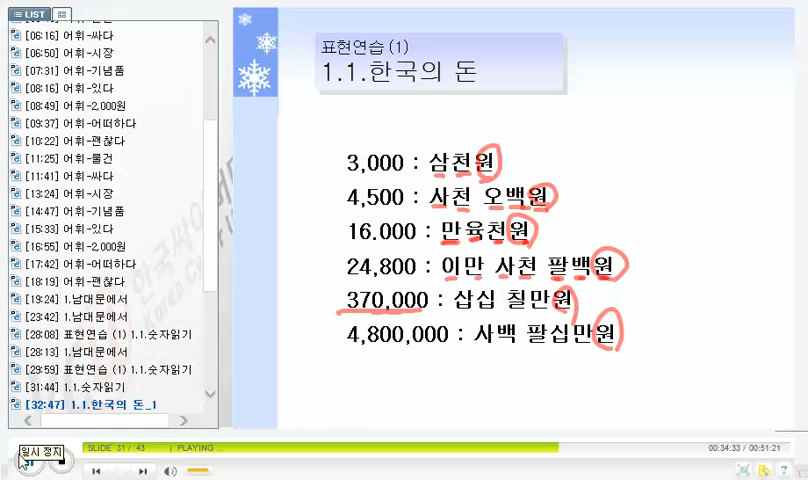 LIST
[06:16] 어휘-싸다
[06:50] 어휘-시장
[07:31] 어휘-기념품
[08:16] 어휘-있다
[08:49] 어휘-2,000원
[09:37] 어휘-어떠하다
[10:22] 어휘-괜찮다
[11:25] 어휘-물건
[11:41] 어휘-싸다
[13:24] 어휘-시장
[14:47] 어휘-기념품
[15:33] 어휘-있다
[16:55] 어휘-2,000원
[17:42] 어휘-어떠하다
[18:19] 어휘-괜찮다
[19:24] 1.남대문에서
[23:42] 1.남대문에서
[28:08] 표현연습 (1) 1.1.숫자읽기
[28:13] 1.남대문에서
[29:59] 표현연습 (1) 1.1.숫자읽기
[31:44] 1.1.숫자읽기
[32:47] 1.1.한국의 돈_1
표현연습 (1)
1.1.한국의 돈
3,000 : 삼천원
4,500 : 사천 오백원
16.000 : 만육천원
24,800 : 이만 사천 팔백원
370,000 : 삽십 칠만원
4,800,000 : 사백 팔십만원
일시 정지
SLIDE 31 / 43 | PLAYING ...
00:34:33 / 00:51:21